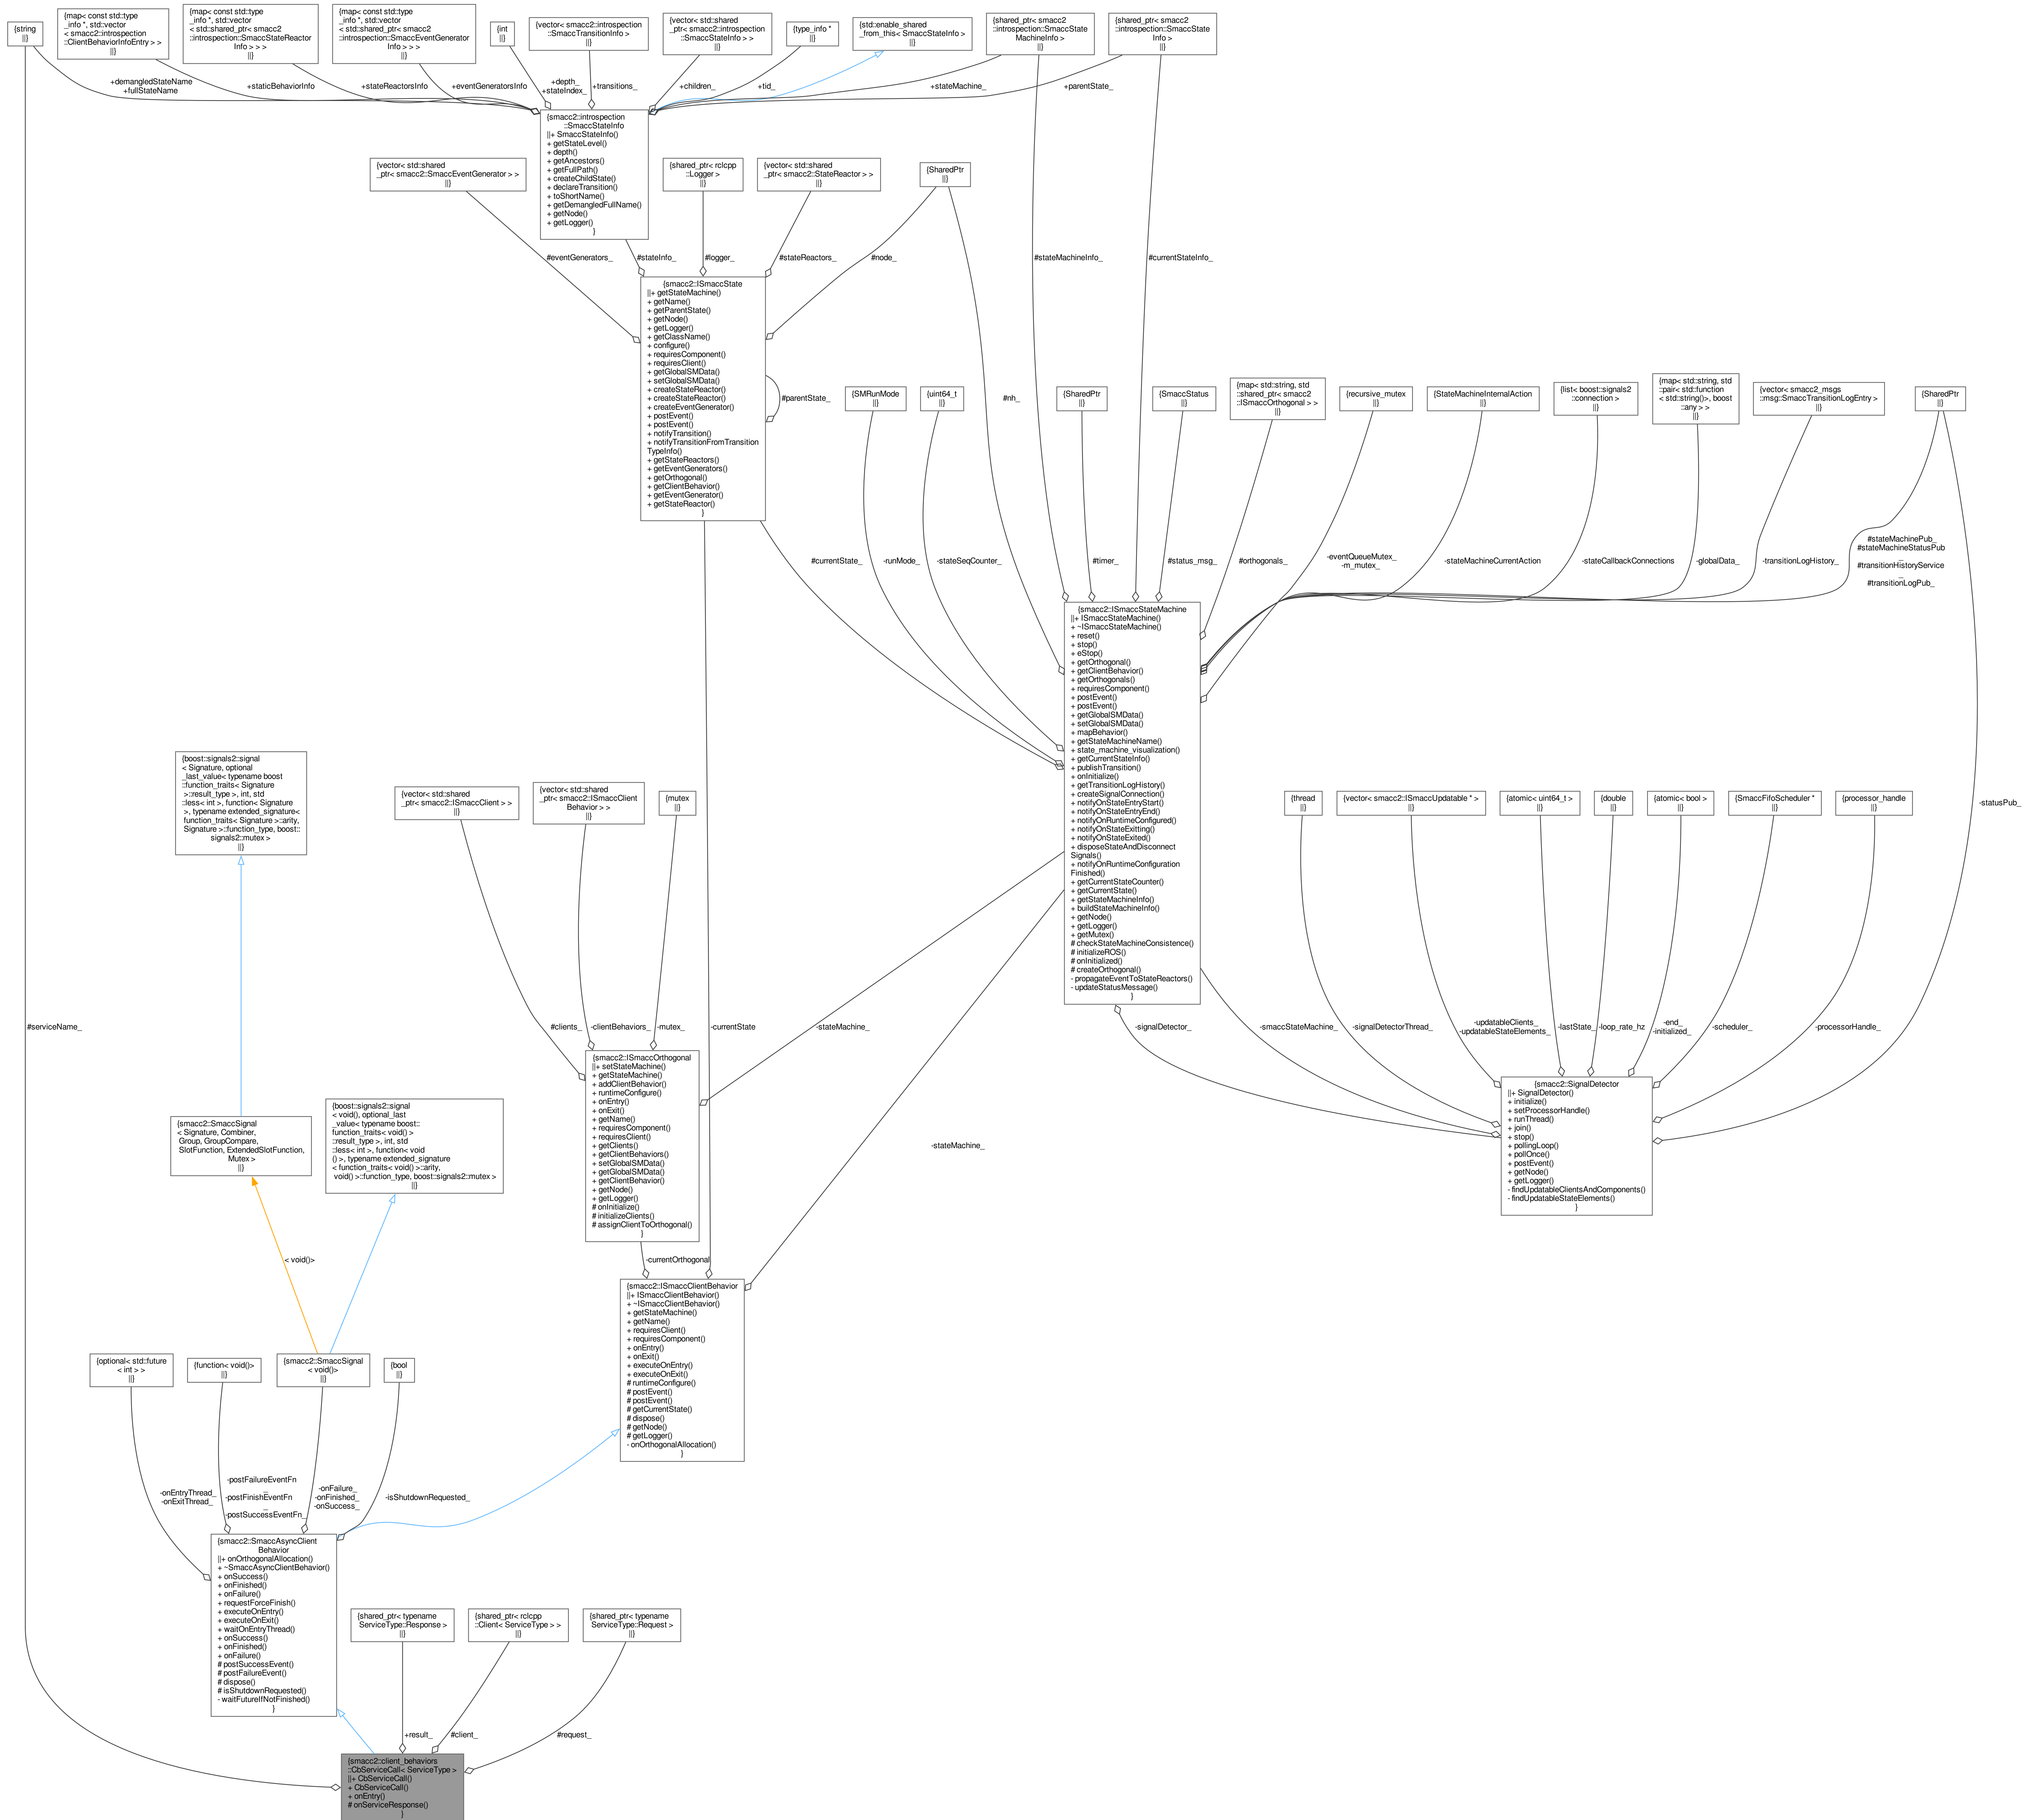 {string
||}
{map< const std::type
_info *, std::vector
< smacc2::introspection
::ClientBehaviorInfoEntry > >
||}
{map< const std::type
_info *, std::vector
< std::shared_ptr< smacc2
::introspection::SmaccStateReactor
Info > > >
||}
{map< const std::type
_info *, std::vector
< std::shared_ptr< smacc2
::introspection::SmaccEventGenerator
Info > > >
||}
{int
||}
{vector< smacc2::introspection
::SmaccTransitionInfo >
||}
{vector< std::shared
_ptr< smacc2::introspection
::SmaccStateInfo > >
||}
{type_info *
||}
{std::enable_shared
_from_this< SmaccStateInfo >
||}
{shared_ptr< smacc2
::introspection::SmaccState
MachineInfo >
||}
{shared_ptr< smacc2
::introspection::SmaccState
Info >
||}
+demangledStateName
+fullStateName
+staticBehaviorInfo
+stateReactorsInfo
+eventGeneratorsInfo
+depth_
+stateIndex_
+transitions_
+children_
+tid_
+stateMachine_
+parentState_
{smacc2::introspection
::SmaccStateInfo
||+ SmaccStateInfo()
+ getStateLevel()
+ depth()
+ getAncestors()
+ getFullPath()
+ createChildState()
+ declareTransition()
+ toShortName()
+ getDemangledFullName()
+ getNode()
+ getLogger()
}
{vector< std::shared
_ptr< smacc2::SmaccEventGenerator > >
||}
{shared_ptr< rclcpp
::Logger >
||}
{vector< std::shared
_ptr< smacc2::StateReactor > >
||}
{SharedPtr
||}
#eventGenerators_
#stateInfo_
#logger_
#stateReactors_
#node_
#stateMachineInfo_
#currentStateInfo_
{smacc2::ISmaccState
||+ getStateMachine()
+ getName()
+ getParentState()
+ getNode()
+ getLogger()
+ getClassName()
+ configure()
+ requiresComponent()
+ requiresClient()
+ getGlobalSMData()
+ setGlobalSMData()
+ createStateReactor()
+ createStateReactor()
+ createEventGenerator()
+ postEvent()
+ postEvent()
+ notifyTransition()
+ notifyTransitionFromTransition
TypeInfo()
+ getStateReactors()
+ getEventGenerators()
+ getOrthogonal()
+ getClientBehavior()
+ getEventGenerator()
+ getStateReactor()
}
#parentState_
#nh_
{SMRunMode
||}
{uint64_t
||}
{SharedPtr
||}
{SmaccStatus
||}
{map< std::string, std
::shared_ptr< smacc2
::ISmaccOrthogonal > >
||}
{recursive_mutex
||}
{StateMachineInternalAction
||}
{list< boost::signals2
::connection >
||}
{map< std::string, std
::pair< std::function
< std::string()>, boost
::any > >
||}
{vector< smacc2_msgs
::msg::SmaccTransitionLogEntry >
||}
{SharedPtr
||}
#currentState_
-runMode_
-stateSeqCounter_
#timer_
#status_msg_
#orthogonals_
-eventQueueMutex_
-m_mutex_
-stateMachineCurrentAction
-stateCallbackConnections
-globalData_
-transitionLogHistory_
#stateMachinePub_
#stateMachineStatusPub
_
#transitionHistoryService
_
#transitionLogPub_
{smacc2::ISmaccStateMachine
||+ ISmaccStateMachine()
+ ~ISmaccStateMachine()
+ reset()
+ stop()
+ eStop()
+ getOrthogonal()
+ getClientBehavior()
+ getOrthogonals()
+ requiresComponent()
+ postEvent()
+ postEvent()
+ getGlobalSMData()
+ setGlobalSMData()
+ mapBehavior()
+ getStateMachineName()
+ state_machine_visualization()
+ getCurrentStateInfo()
+ publishTransition()
+ onInitialize()
+ getTransitionLogHistory()
+ createSignalConnection()
+ notifyOnStateEntryStart()
+ notifyOnStateEntryEnd()
+ notifyOnRuntimeConfigured()
+ notifyOnStateExitting()
+ notifyOnStateExited()
+ disposeStateAndDisconnect
Signals()
+ notifyOnRuntimeConfiguration
Finished()
+ getCurrentStateCounter()
+ getCurrentState()
+ getStateMachineInfo()
+ buildStateMachineInfo()
+ getNode()
+ getLogger()
+ getMutex()
# checkStateMachineConsistence()
# initializeROS()
# onInitialized()
# createOrthogonal()
- propagateEventToStateReactors()
- updateStatusMessage()
}
{boost::signals2::signal
< Signature, optional
_last_value< typename boost
::function_traits< Signature
>::result_type >, int, std
::less< int >, function< Signature
>, typename extended_signature<
function_traits< Signature >::arity,
Signature >::function_type, boost::
signals2::mutex >
||}
{vector< std::shared
_ptr< smacc2::ISmaccClient > >
||}
{vector< std::shared
_ptr< smacc2::ISmaccClient
Behavior > >
||}
{mutex
||}
{thread
||}
{vector< smacc2::ISmaccUpdatable * >
||}
{atomic< uint64_t >
||}
{double
||}
{atomic< bool >
||}
{SmaccFifoScheduler *
||}
{processor_handle
||}
-statusPub_
#serviceName_
#clients_
-clientBehaviors_
-mutex_
-currentState
-stateMachine_
-signalDetector_
-smaccStateMachine_
-signalDetectorThread_
-updatableClients_
-updatableStateElements_
-lastState_
-loop_rate_hz
-end_
-initialized_
-scheduler_
-processorHandle_
{smacc2::ISmaccOrthogonal
||+ setStateMachine()
+ getStateMachine()
+ addClientBehavior()
+ runtimeConfigure()
+ onEntry()
+ onExit()
+ getName()
+ requiresComponent()
+ requiresClient()
+ getClients()
+ getClientBehaviors()
+ setGlobalSMData()
+ getGlobalSMData()
+ getClientBehavior()
+ getNode()
+ getLogger()
# onInitialize()
# initializeClients()
# assignClientToOrthogonal()
}
{smacc2::SignalDetector
||+ SignalDetector()
+ initialize()
+ setProcessorHandle()
+ runThread()
+ join()
+ stop()
+ pollingLoop()
+ pollOnce()
+ postEvent()
+ getNode()
+ getLogger()
- findUpdatableClientsAndComponents()
- findUpdatableStateElements()
}
{smacc2::SmaccSignal
< Signature, Combiner,
Group, GroupCompare,
SlotFunction, ExtendedSlotFunction,
Mutex >
||}
{boost::signals2::signal
< void(), optional_last
_value< typename boost::
function_traits< void() >
::result_type >, int, std
::less< int >, function< void
() >, typename extended_signature
< function_traits< void() >::arity,
void() >::function_type, boost::signals2::mutex >
||}
-stateMachine_
< void()>
-currentOrthogonal
{smacc2::ISmaccClientBehavior
||+ ISmaccClientBehavior()
+ ~ISmaccClientBehavior()
+ getStateMachine()
+ getName()
+ requiresClient()
+ requiresComponent()
+ onEntry()
+ onExit()
+ executeOnEntry()
+ executeOnExit()
# runtimeConfigure()
# postEvent()
# postEvent()
# getCurrentState()
# dispose()
# getNode()
# getLogger()
- onOrthogonalAllocation()
}
{optional< std::future
< int > >
||}
{function< void()>
||}
{smacc2::SmaccSignal
< void()>
||}
{bool
||}
-onEntryThread_
-onExitThread_
-postFailureEventFn
_
-postFinishEventFn
_
-postSuccessEventFn_
-onFailure_
-onFinished_
-onSuccess_
-isShutdownRequested_
{smacc2::SmaccAsyncClient
Behavior
||+ onOrthogonalAllocation()
+ ~SmaccAsyncClientBehavior()
+ onSuccess()
+ onFinished()
+ onFailure()
+ requestForceFinish()
+ executeOnEntry()
+ executeOnExit()
+ waitOnEntryThread()
+ onSuccess()
+ onFinished()
+ onFailure()
# postSuccessEvent()
# postFailureEvent()
# dispose()
# isShutdownRequested()
- waitFutureIfNotFinished()
}
{shared_ptr< typename
ServiceType::Response >
||}
{shared_ptr< rclcpp
::Client< ServiceType > >
||}
{shared_ptr< typename
ServiceType::Request >
||}
+result_
#client_
#request_
{smacc2::client_behaviors
::CbServiceCall< ServiceType >
||+ CbServiceCall()
+ CbServiceCall()
+ onEntry()
# onServiceResponse()
}